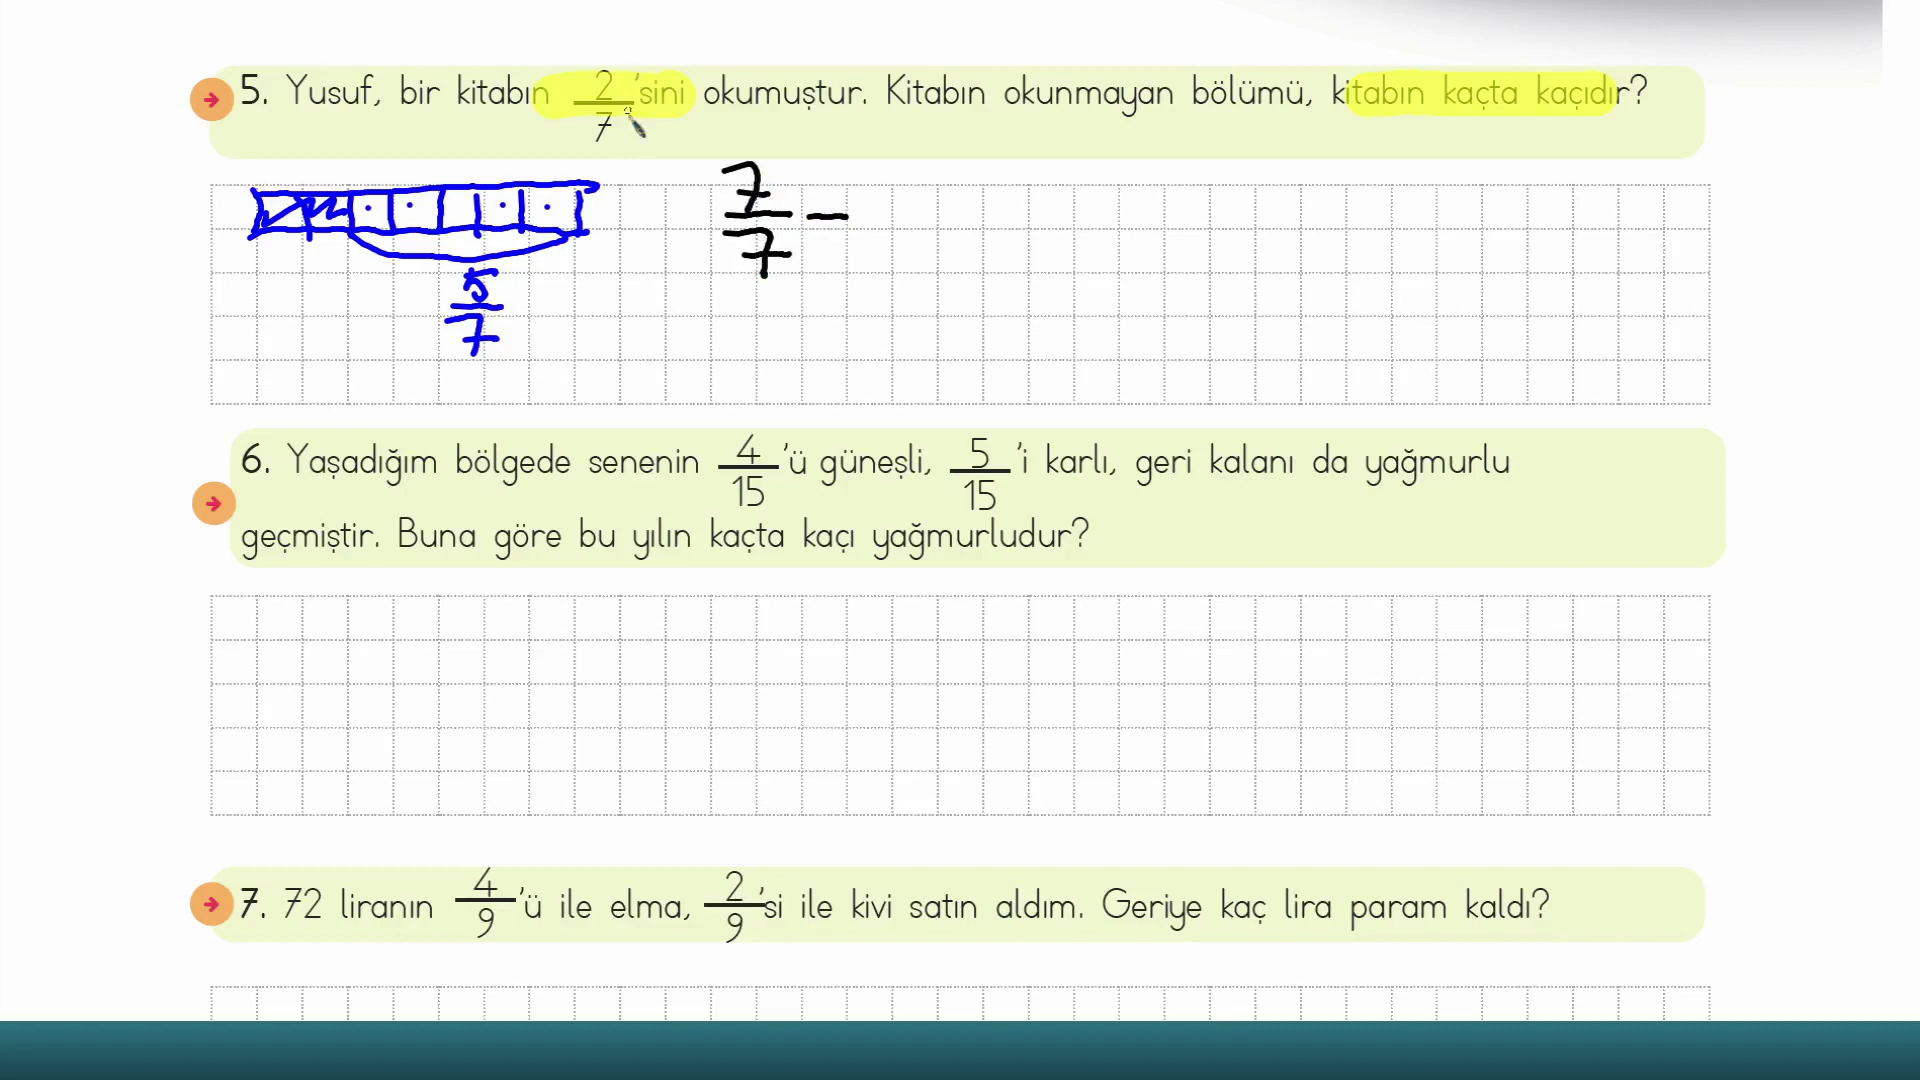 5. Yusuf, bir kitabın 2/7'sini okumuştur. Kitabın okunmayan bölümü, kitabın kaçta kaçıdır?
5/7
7/7 —
6. Yaşadığım bölgede senenin 4/15'ü güneşli, 5/15'i karlı, geri kalanı da yağmurlu
geçmiştir. Buna göre bu yılın kaçta kaçı yağmurludur?
7. 72 liranın 4/9'ü ile elma, 2/9'si ile kivi satın aldım. Geriye kaç lira param kaldı?